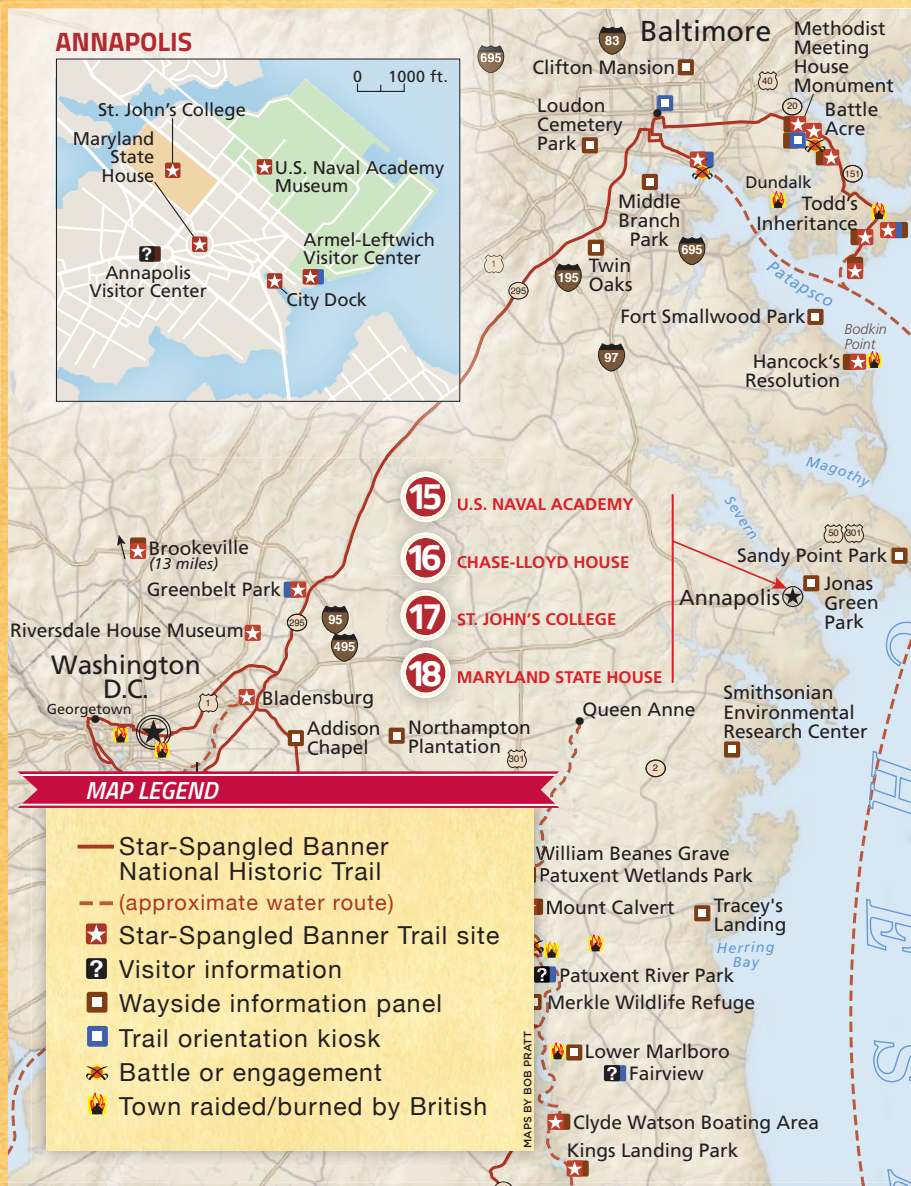 ANNAPOLIS
0 1000 ft.
St. John's College
Maryland
State
House
U.S. Naval Academy
Museum
Armel-Leftwich
Visitor Center
?
Annapolis
Visitor Center
City Dock
Baltimore
83
695
Clifton Mansion
40
Methodist
Meeting
House
Monument
20
Battle
Acre
Loudon
Cemetery
Park
151
Middle
Branch
Park
Dundalk
Todd's
Inheritance
695
1
195
Twin
Oaks
295
Patapsco
Fort Smallwood Park
97
Bodkin
Point
Hancock's
Resolution
Magothy
Severn
15 U.S. NAVAL ACADEMY
16 CHASE-LLOYD HOUSE
17 ST. JOHN'S COLLEGE
18 MARYLAND STATE HOUSE
50 301
Sandy Point Park
Annapolis
Jonas
Green
Park
Brookeville
(13 miles)
Greenbelt Park
295
95
495
Riversdale House Museum
Washington
D.C.
Georgetown
1
Bladensburg
Addison
Chapel
Northampton
Plantation
301
Queen Anne
2
Smithsonian
Environmental
Research Center
MAP LEGEND
Star-Spangled Banner
National Historic Trail
(approximate water route)
Star-Spangled Banner Trail site
? Visitor information
Wayside information panel
Trail orientation kiosk
Battle or engagement
Town raided/burned by British
MAPS BY BOB PRATT
William Beanes Grave
Patuxent Wetlands Park
Mount Calvert
Tracey's
Landing
Herring
Bay
? Patuxent River Park
Merkle Wildlife Refuge
Lower Marlboro
? Fairview
Clyde Watson Boating Area
Kings Landing Park
H
E
S